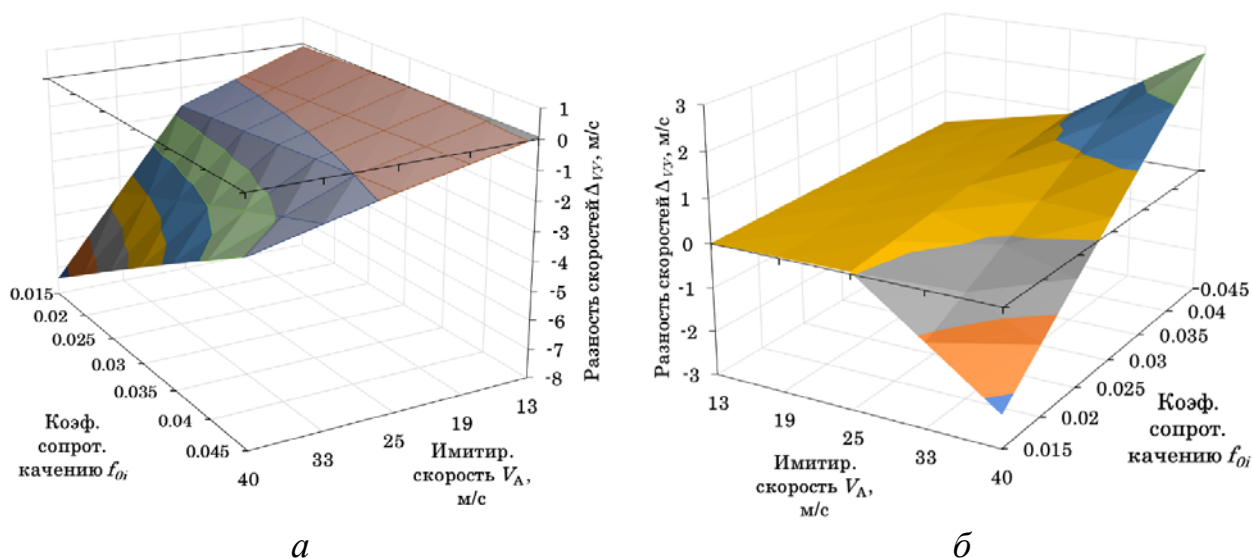 1
0
-1
-2
-3
-4
-5
-6
-7
-8
Разность скоростей Δ_VУ, м/с
0.015
0.02
0.025
0.03
0.035
0.04
0.045
Коэф.
сопрот.
качению f_0i
40
33
25
19
13
Имитир.
скорость V_A,
м/с
а
3
2
1
0
-1
-2
-3
Разность скоростей Δ_VУ, м/с
13
19
25
33
40
Имитир.
скорость V_A,
м/с
0.045
0.04
0.035
0.03
0.025
0.02
0.015
Коэф.
сопрот.
качению f_0i
б